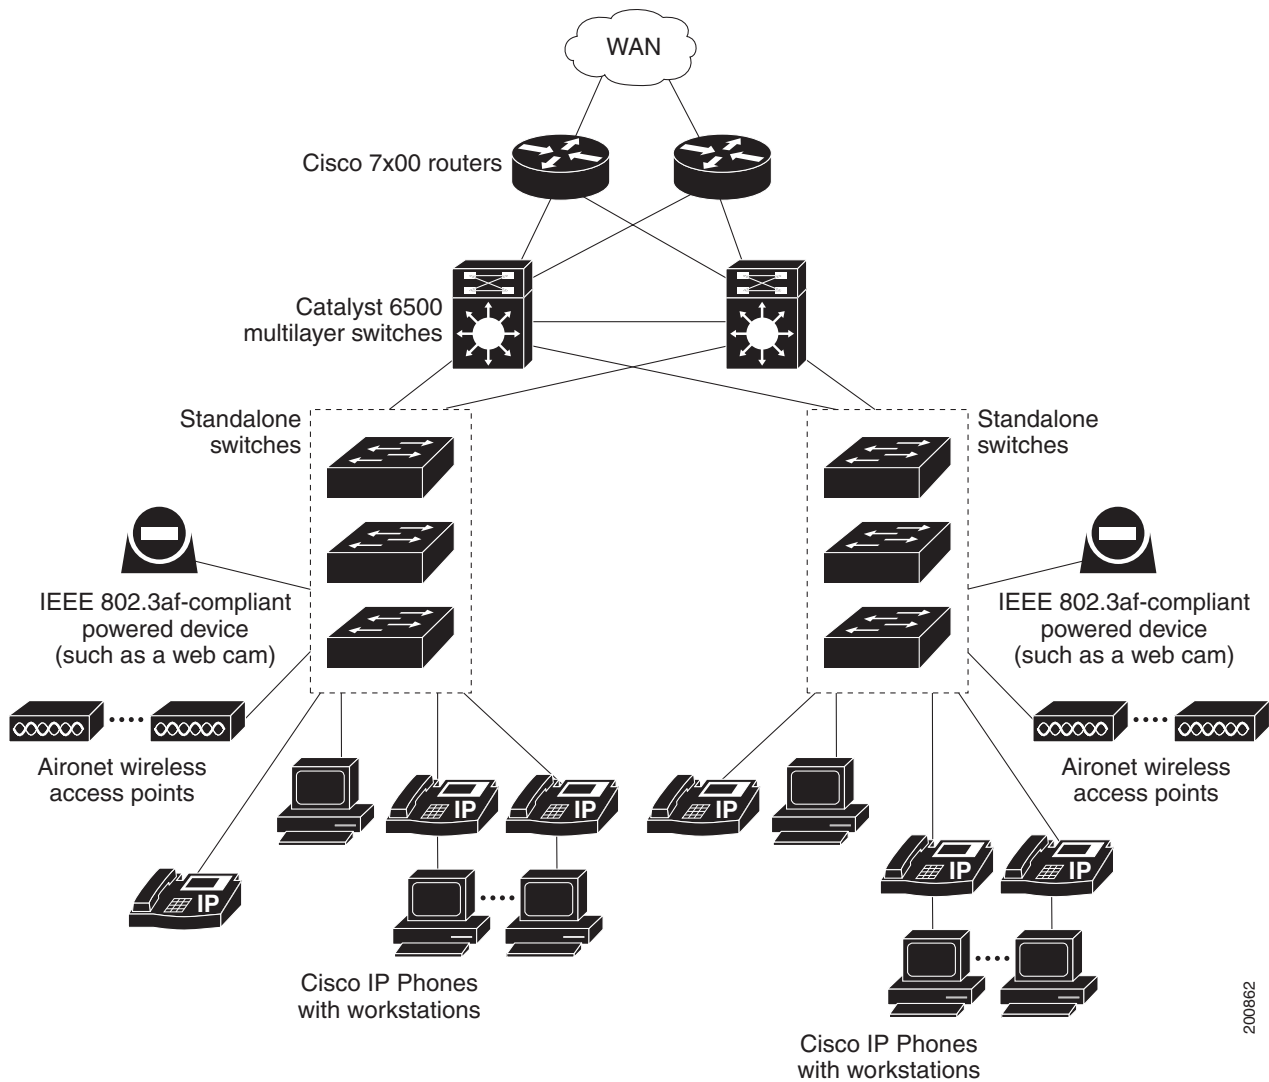 WAN
Cisco 7x00 routers
Catalyst 6500
multilayer switches
Standalone
switches
Standalone
switches
IEEE 802.3af-compliant
powered device
(such as a web cam)
IEEE 802.3af-compliant
powered device
(such as a web cam)
Aironet wireless
access points
Aironet wireless
access points
IP
IP
IP
IP
IP
IP
Cisco IP Phones
with workstations
Cisco IP Phones
with workstations
200862